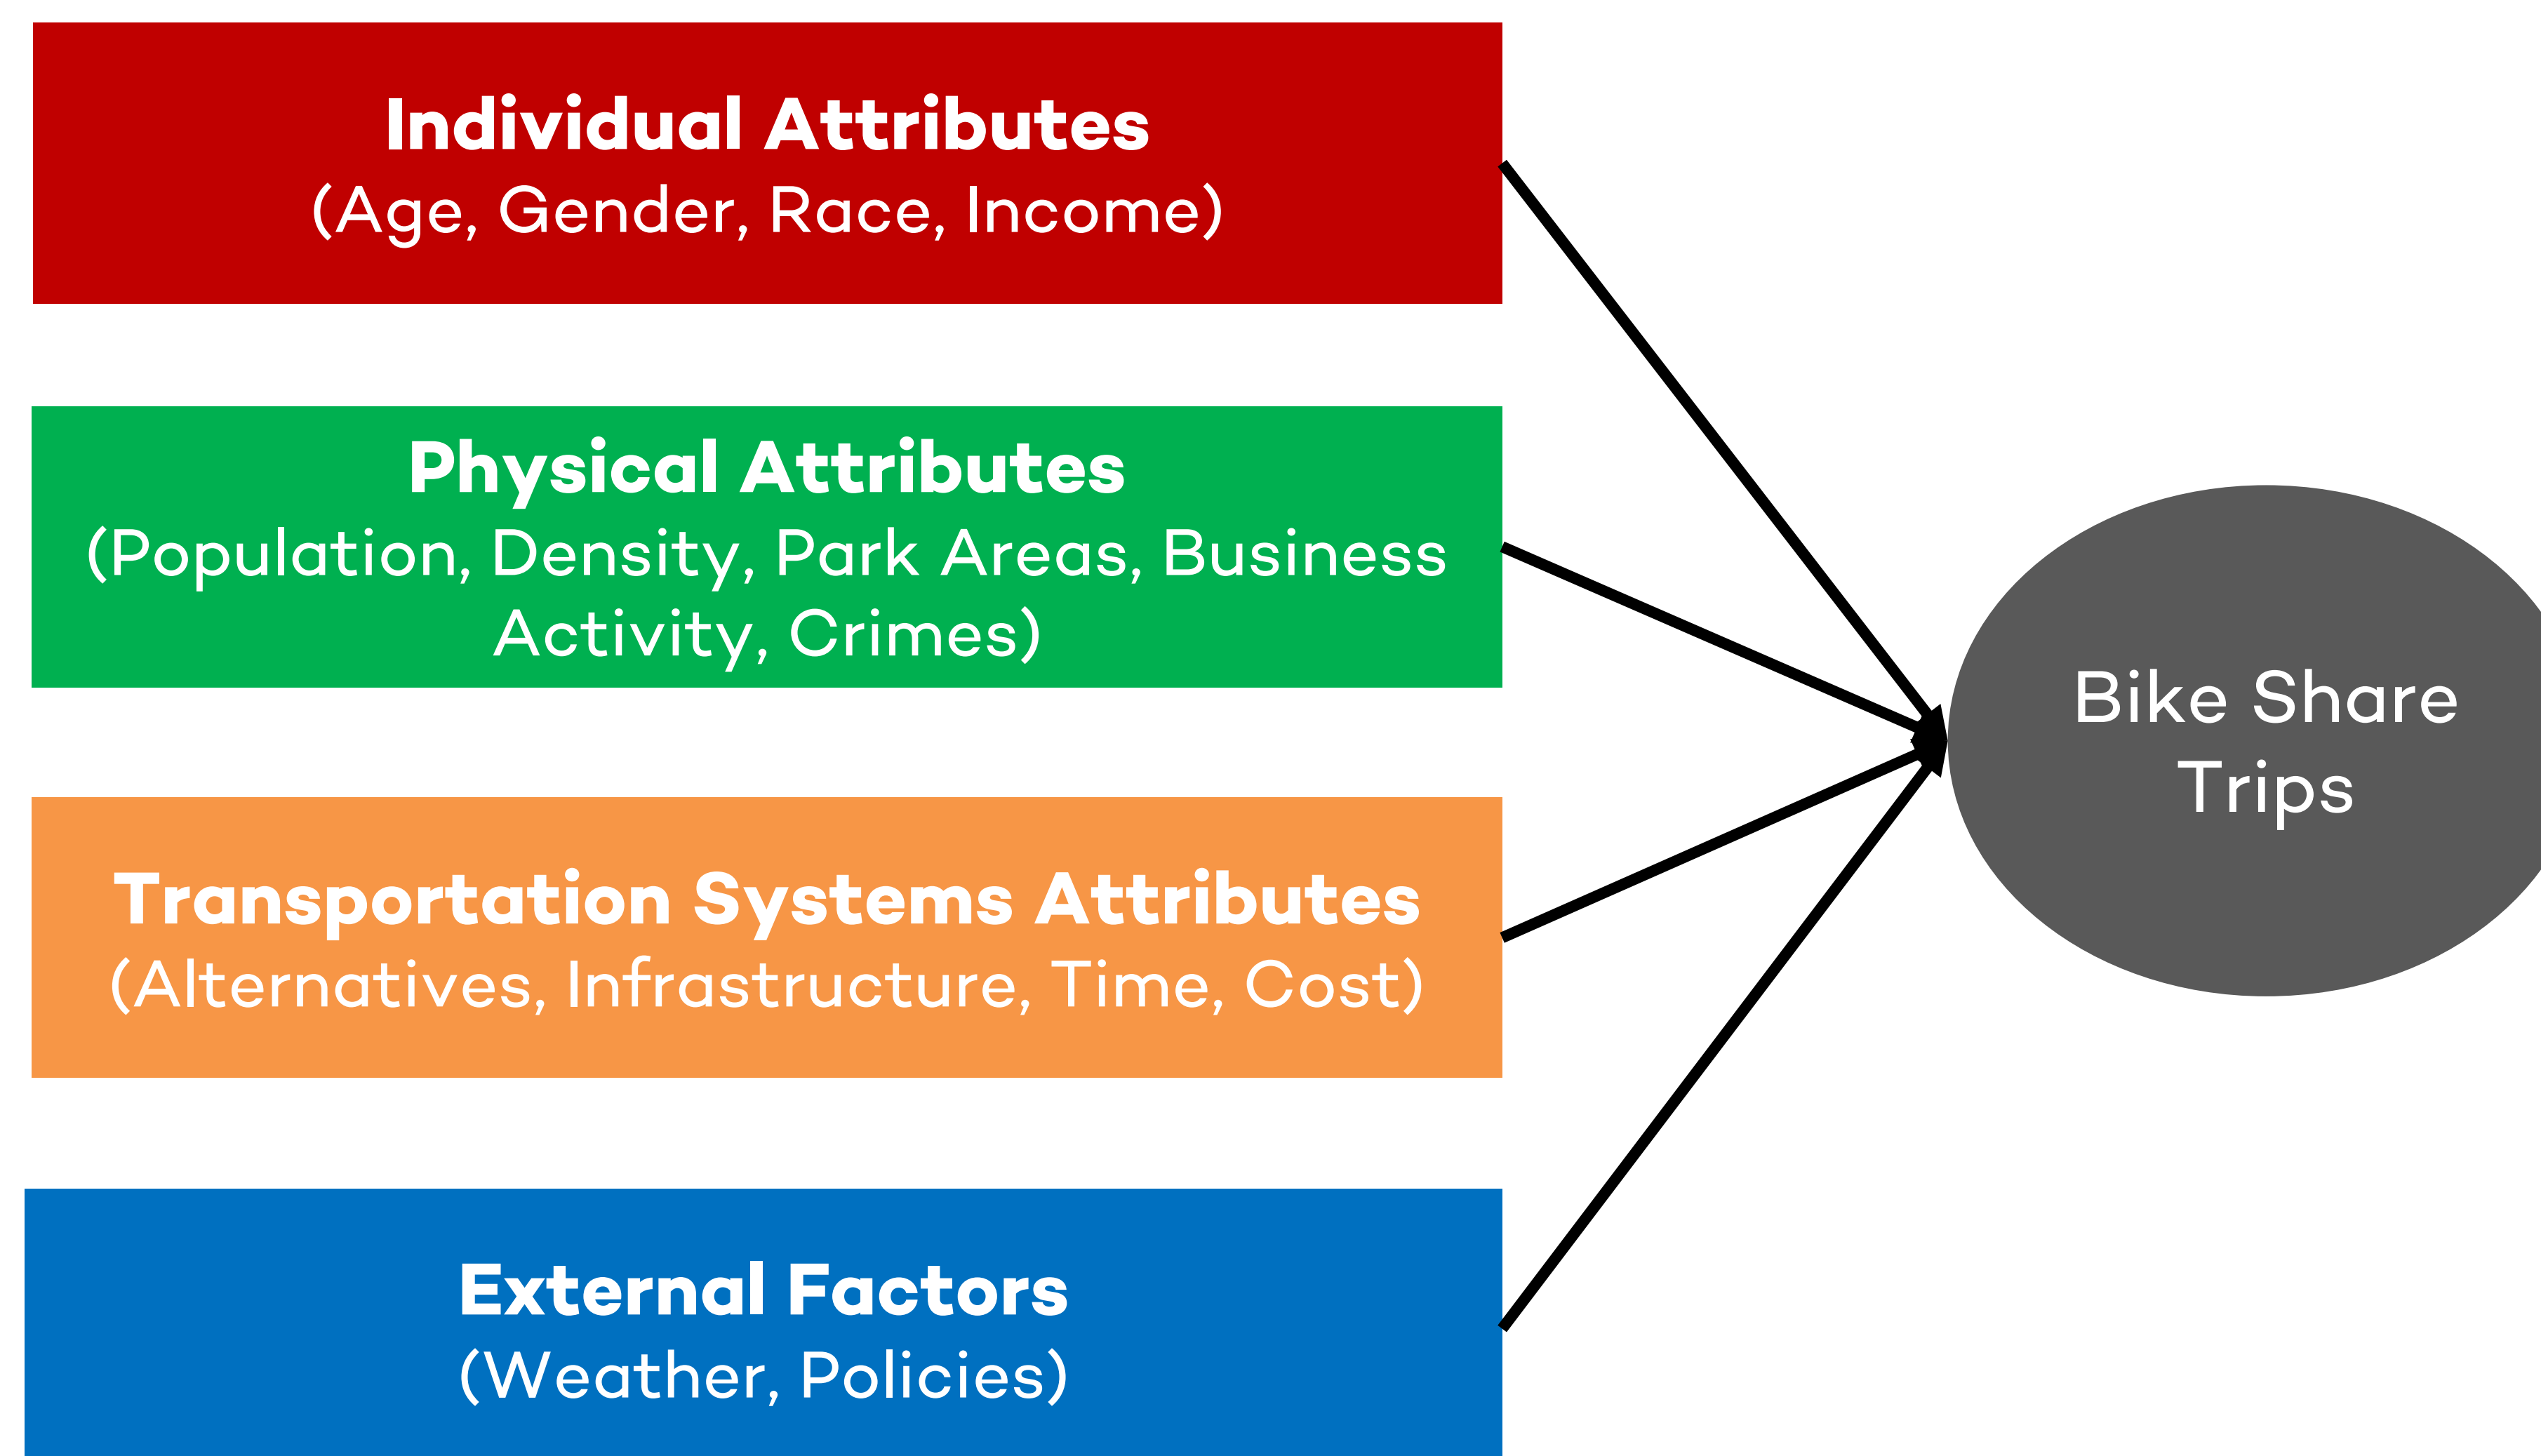 Individual Attributes
(Age, Gender, Race, Income)
Physical Attributes
(Population, Density, Park Areas, Business
Activity, Crimes)
Transportation Systems Attributes
(Alternatives, Infrastructure, Time, Cost)
External Factors
(Weather, Policies)
Bike Share
Trips